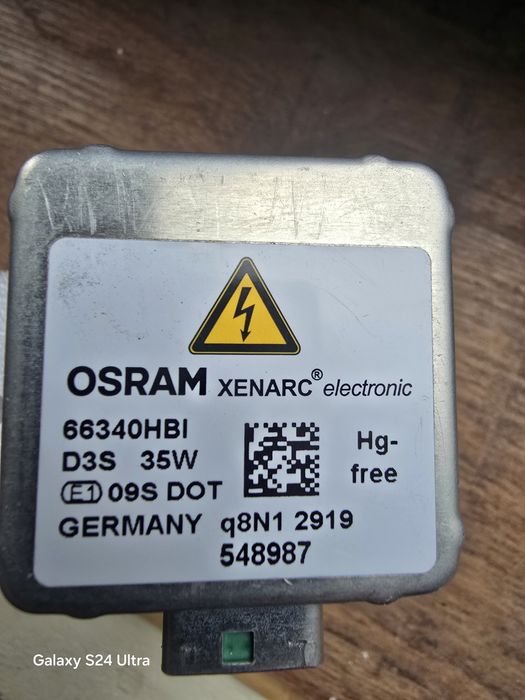 OSRAM XENARC® electronic
66340HBI
D3S 35W
Hg-
free
E1 09S DOT
GERMANY q8N1 2919
548987
Galaxy S24 Ultra